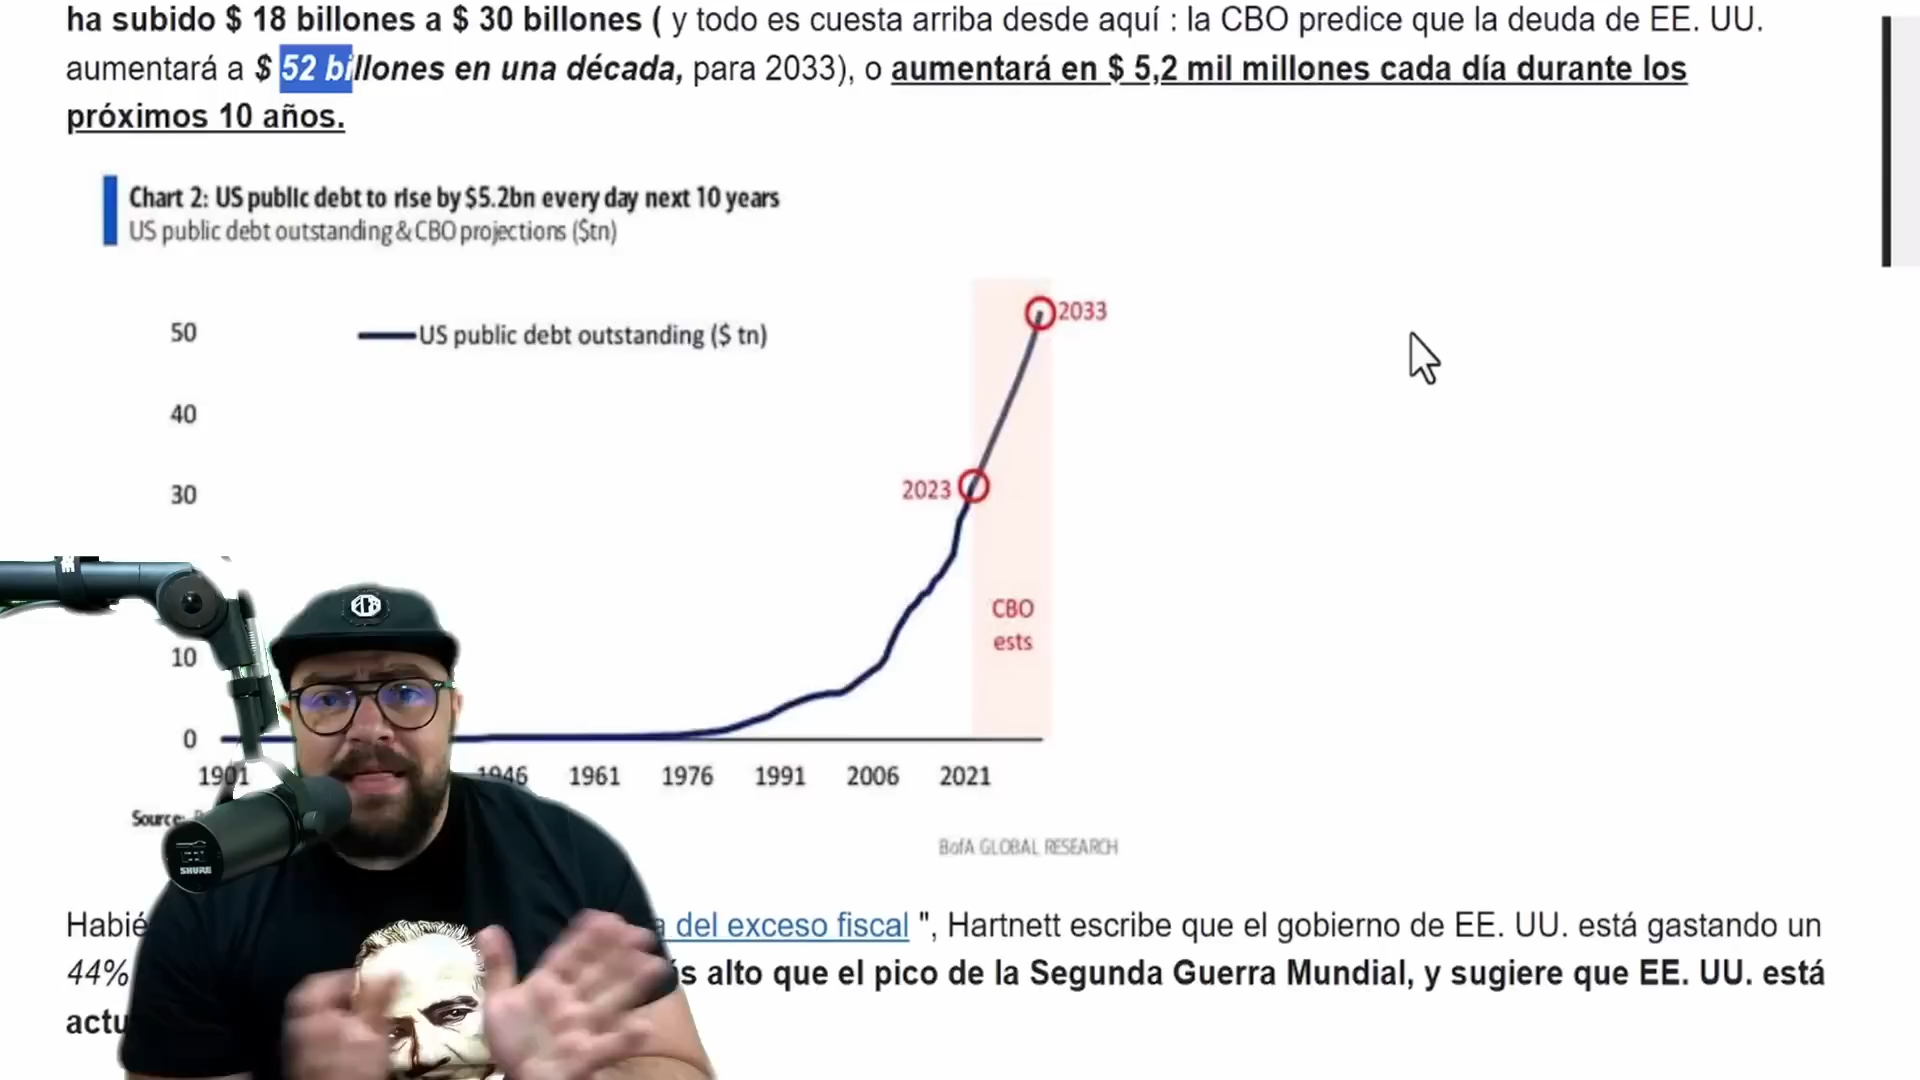 ha subido $ 18 billones a $ 30 billones ( y todo es cuesta arriba desde aquí : la CBO predice que la deuda de EE. UU.
aumentará a $ 52 billones en una década, para 2033), o aumentará en $ 5,2 mil millones cada día durante los
próximos 10 años.
Chart 2: US public debt to rise by $5.2bn every day next 10 years
US public debt outstanding & CBO projections ($tn)
2033
50
US public debt outstanding ($ tn)
40
2023
30
CBO
ests
10
0
1901 1946 1961 1976 1991 2006 2021
Source:
SHURE
BofA GLOBAL RESEARCH
del exceso fiscal ", Hartnett escribe que el gobierno de EE. UU. está gastando un
44% alto que el pico de la Segunda Guerra Mundial, y sugiere que EE. UU. está